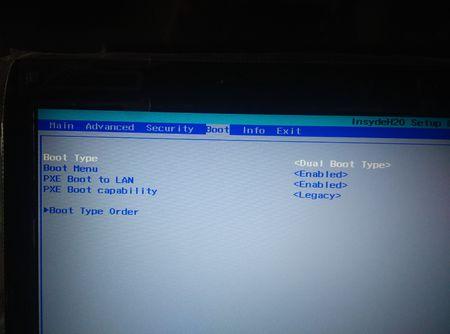 InsydeH20 Setup
Main Advanced Security Boot Info Exit
Boot Type <Dual Boot Type>
Boot Menu <Enabled>
PXE Boot to LAN <Enabled>
PXE Boot capability <Legacy>
▶Boot Type Order